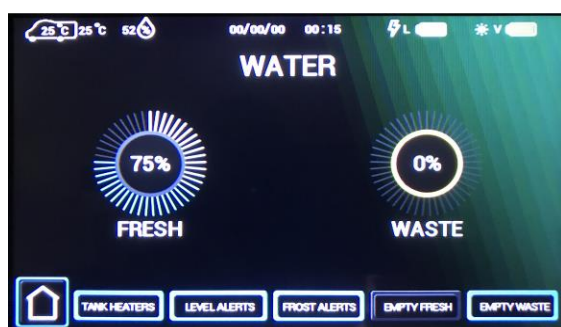 25°C 25°C 52% 00/00/00 00:15 L V
WATER
75% 0%
FRESH WASTE
TANK HEATERS LEVEL ALERTS FROST ALERTS EMPTY FRESH EMPTY WASTE